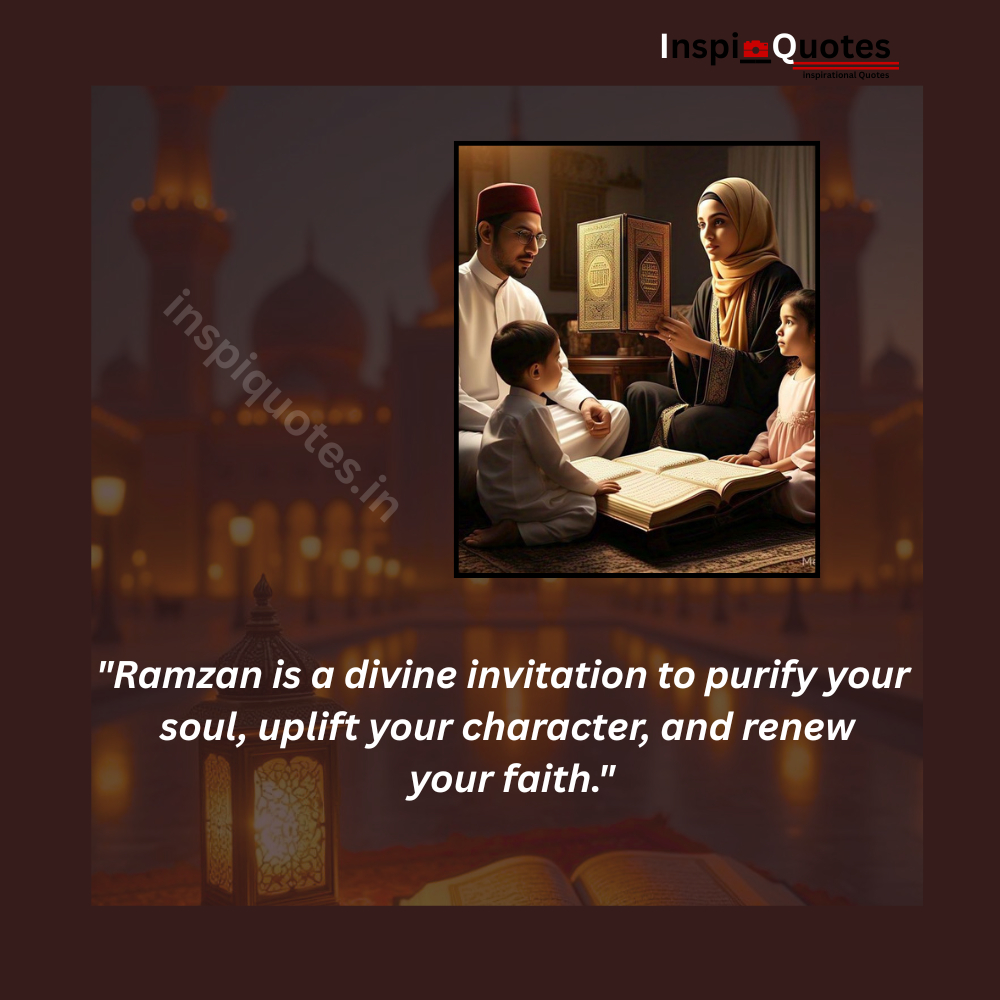 InspiQuotes
Inspirational Quotes
inspiquotes.in
"Ramzan is a divine invitation to purify your
soul, uplift your character, and renew
your faith."